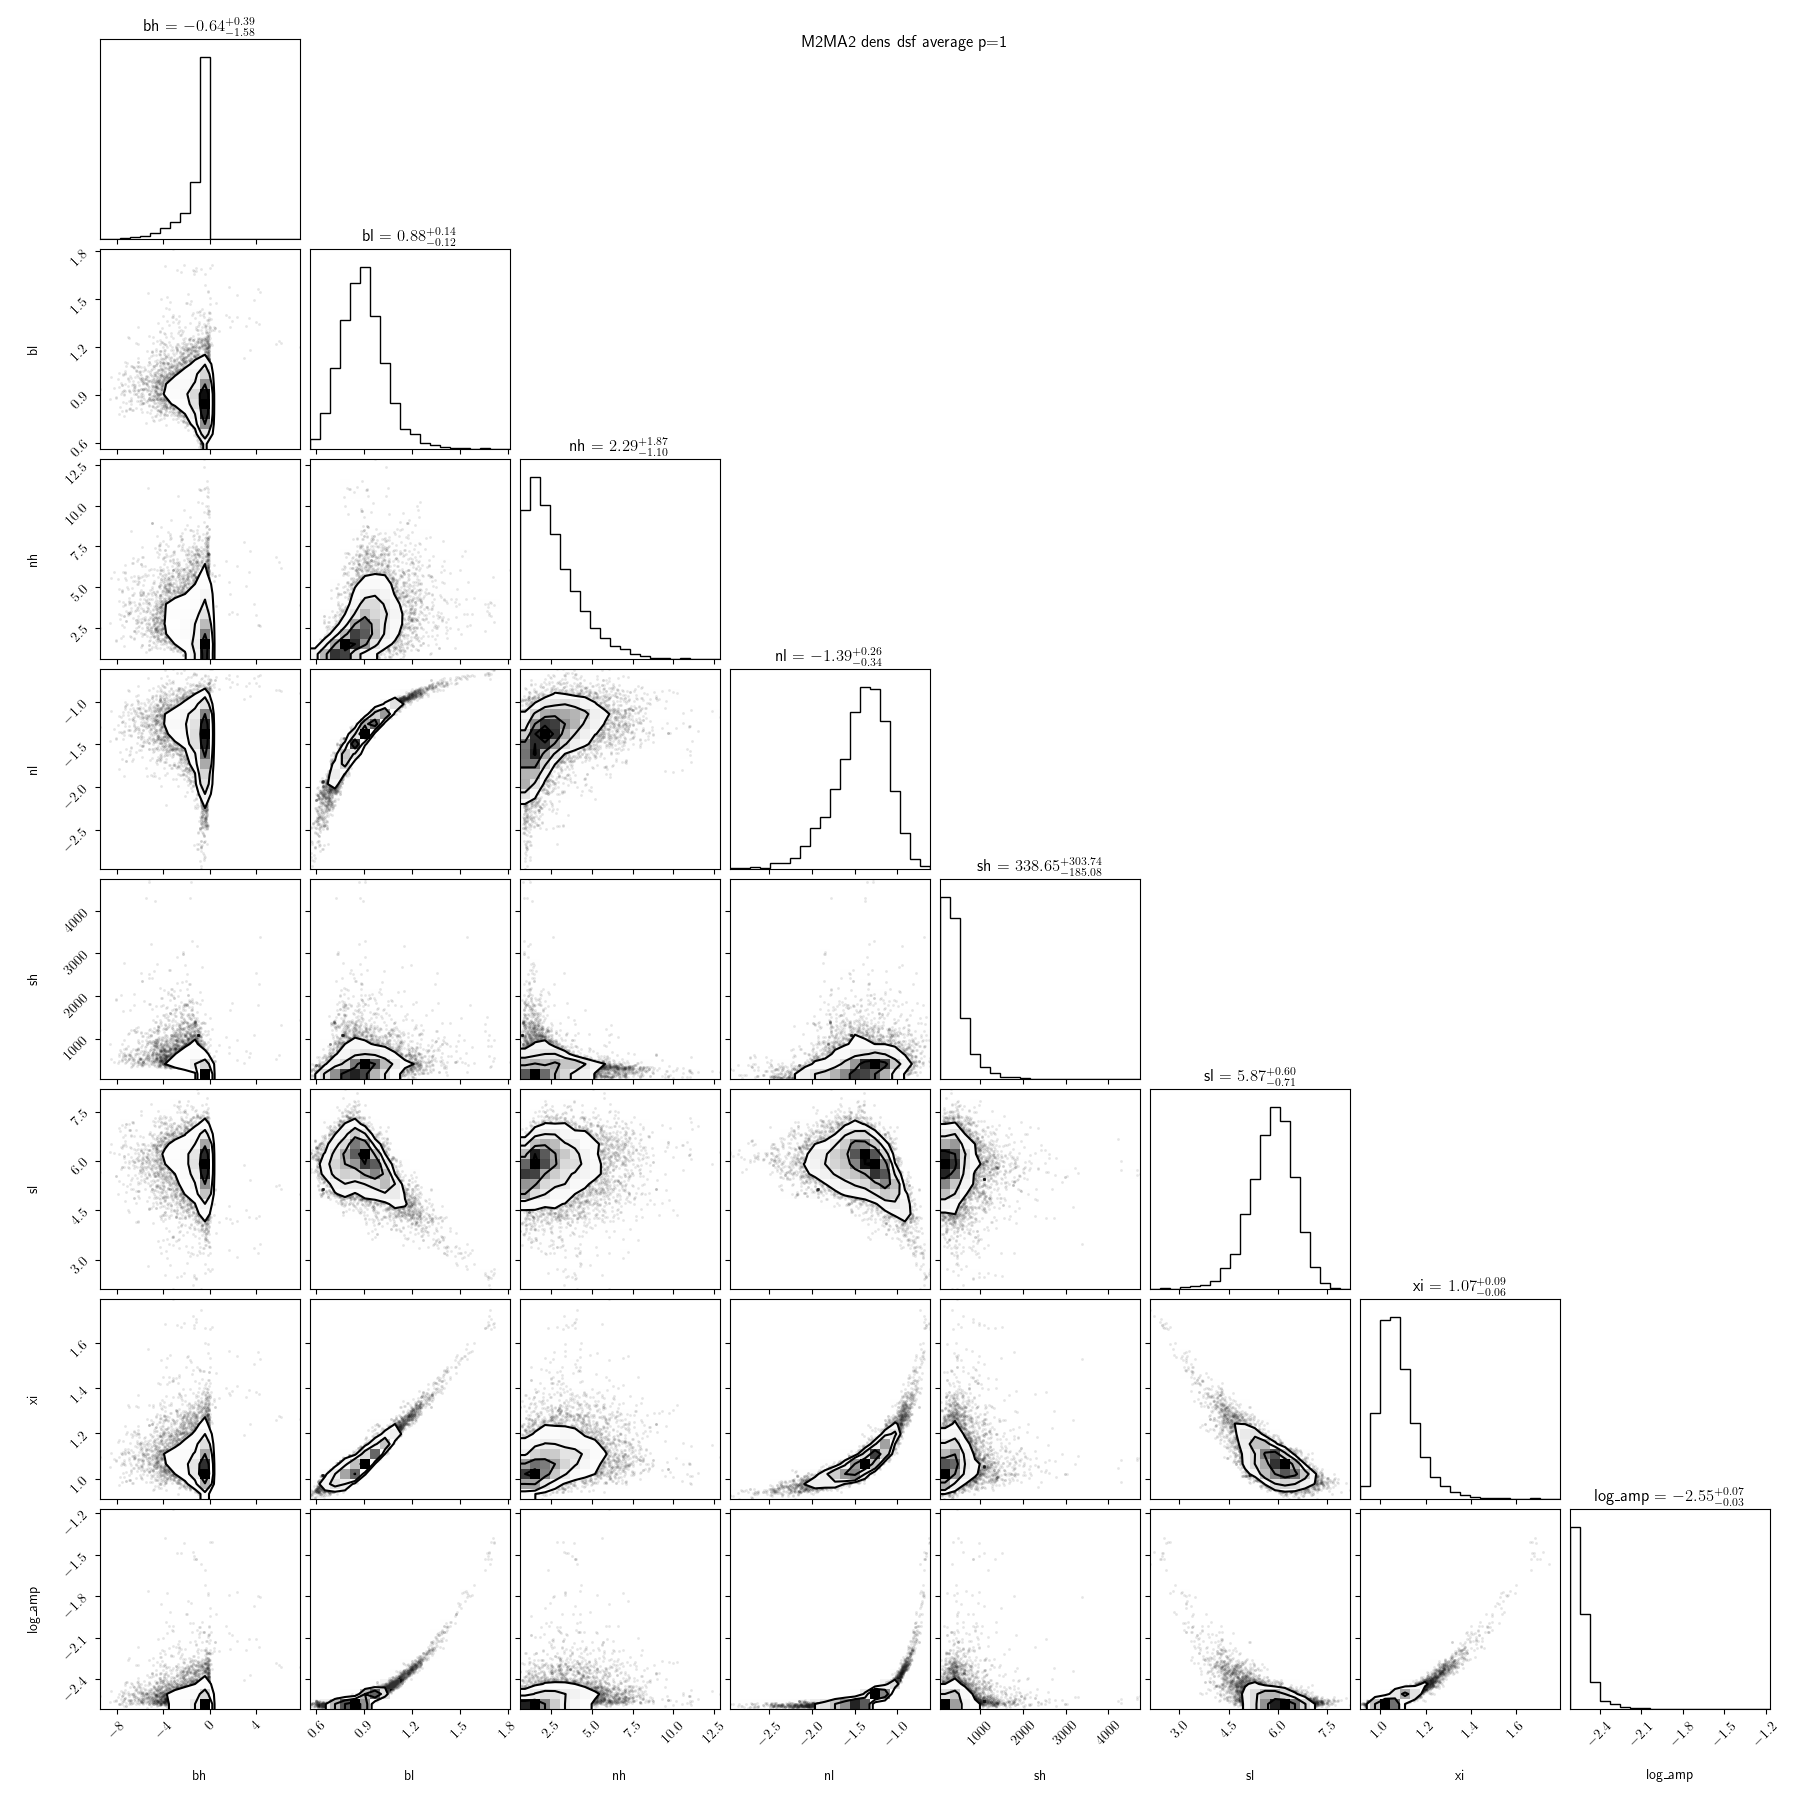 M2MA2 dens dsf average p=1
bh = −0.64 +0.39 −1.58
bl = 0.88 +0.14 −0.12
1.8
1.5
1.2
0.9
0.6
bl
nh = 2.29 +1.87 −1.10
12.5
10.0
7.5
5.0
2.5
nh
nl = −1.39 +0.26 −0.34
−1.0
−1.5
−2.0
−2.5
nl
sh = 338.65 +303.74 −185.08
4000
3000
2000
1000
sh
sl = 5.87 +0.60 −0.71
7.5
6.0
4.5
3.0
sl
xi = 1.07 +0.09 −0.06
1.6
1.4
1.2
1.0
xi
log_amp = −2.55 +0.07 −0.03
−1.2
−1.5
−1.8
−2.1
−2.4
log_amp
−8 0 4 0.6 0.9 1.2 1.5 1.8 2.5 5.0 7.5 10.0 12.5 −2.5 −2.0 −1.5 −1.0 1000 2000 3000 4000 3.0 4.5 6.0 7.5 1.0 1.2 1.4 1.6 −2.4 −2.1 −1.8 −1.5 −1.2
bh bl nh nl sh sl xi log_amp